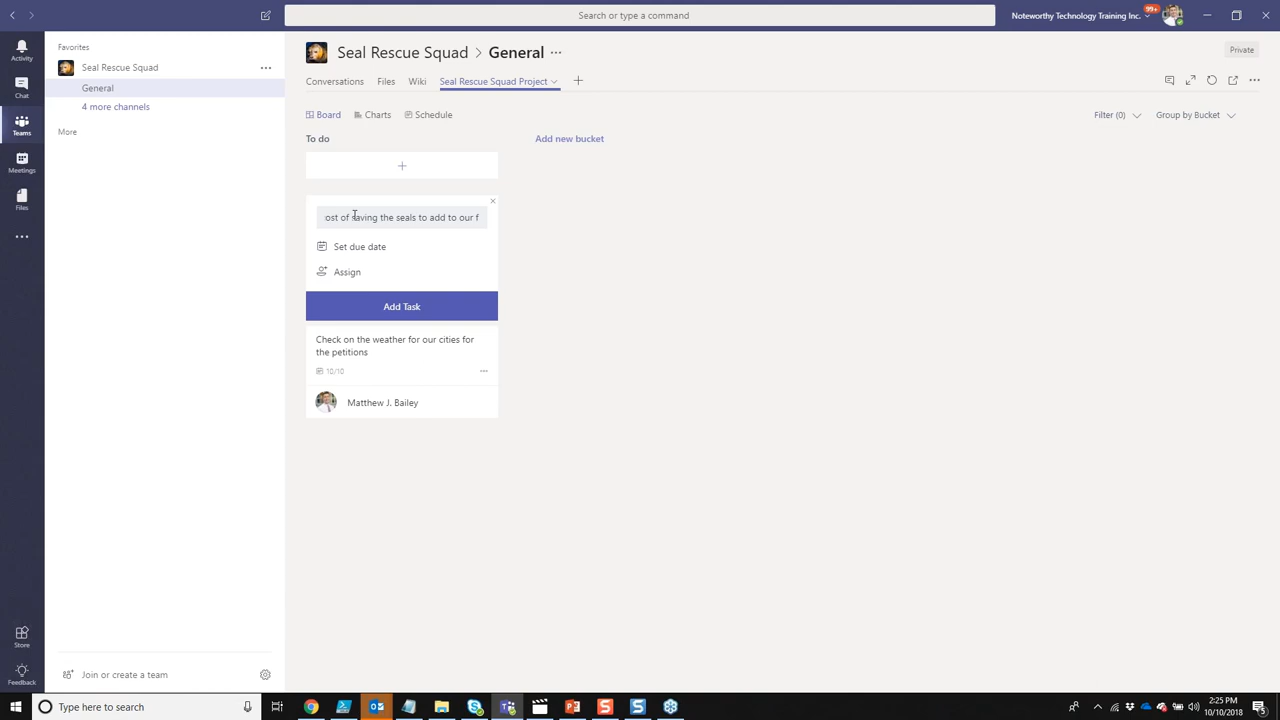 Search or type a command
99+
Noteworthy Technology Training Inc.
Activity
Chat
Teams
Meetings
Files
Store
Feedback
Favorites
Seal Rescue Squad
General
4 more channels
More
Join or create a team
Seal Rescue Squad > General
Private
Conversations Files Wiki Seal Rescue Squad Project
Board Charts Schedule
Filter (0) Group by Bucket
To do
Add new bucket
ost of saving the seals to add to our f
Set due date
Assign
Add Task
Check on the weather for our cities for
the petitions
10/10
Matthew J. Bailey
Type here to search
2:25 PM
10/10/2018